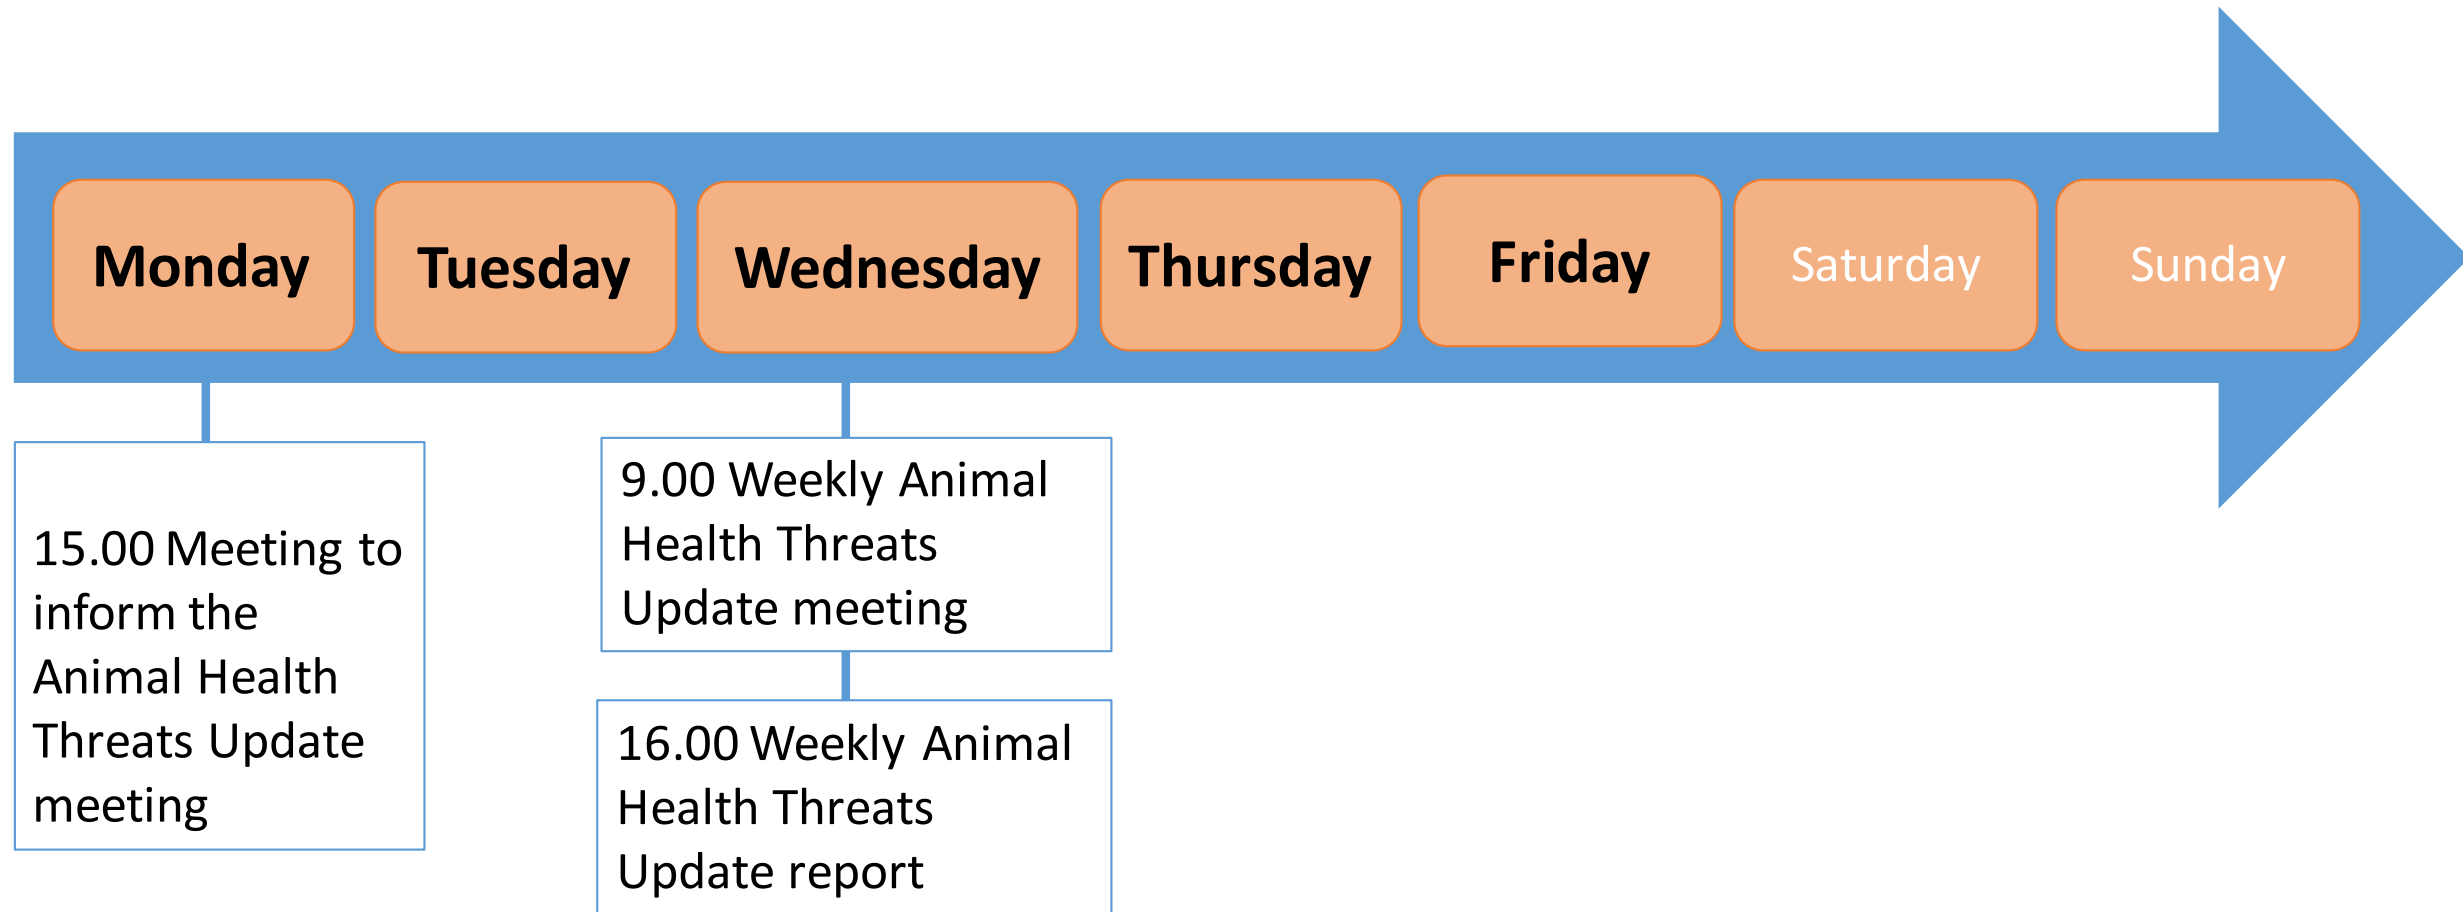 Monday
Tuesday
Wednesday
Thursday
Friday
Saturday
Sunday
15.00 Meeting to
inform the
Animal Health
Threats Update
meeting
9.00 Weekly Animal
Health Threats
Update meeting
16.00 Weekly Animal
Health Threats
Update report